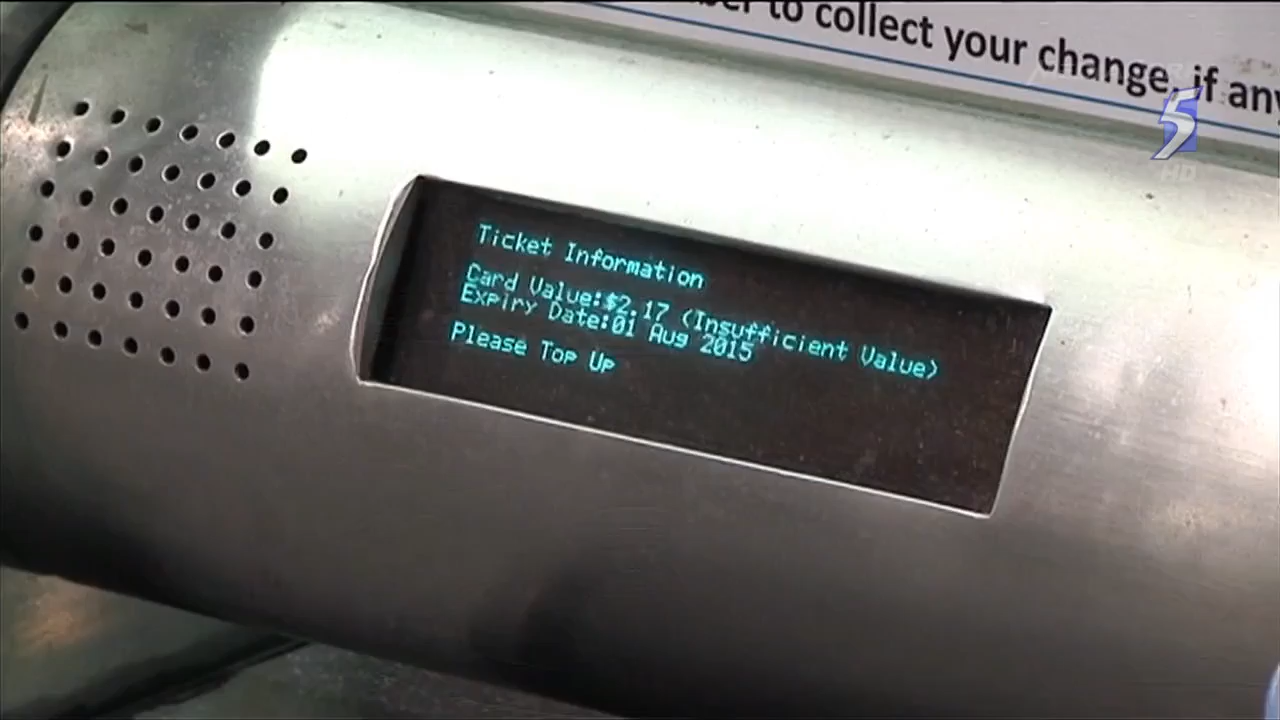 to collect your change, if any
5
HD
Ticket Information
Card Value:$2.17 (Insufficient Value)
Expiry Date:01 Aug 2015
Please Top Up